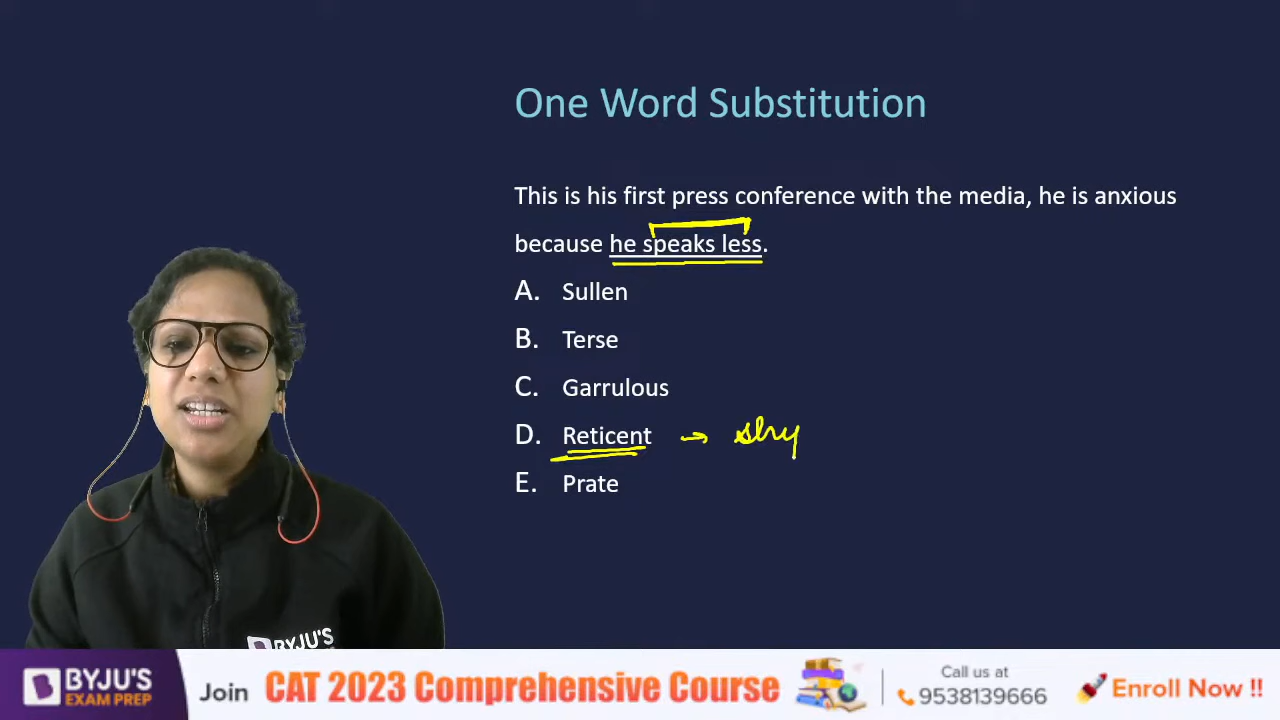 One Word Substitution
This is his first press conference with the media, he is anxious
because he speaks less.
A. Sullen
B. Terse
C. Garrulous
D. Reticent → shy
E. Prate
BYJU'S
BYJU'S
EXAM PREP
Join CAT 2023 Comprehensive Course
Call us at
9538139666
Enroll Now !!